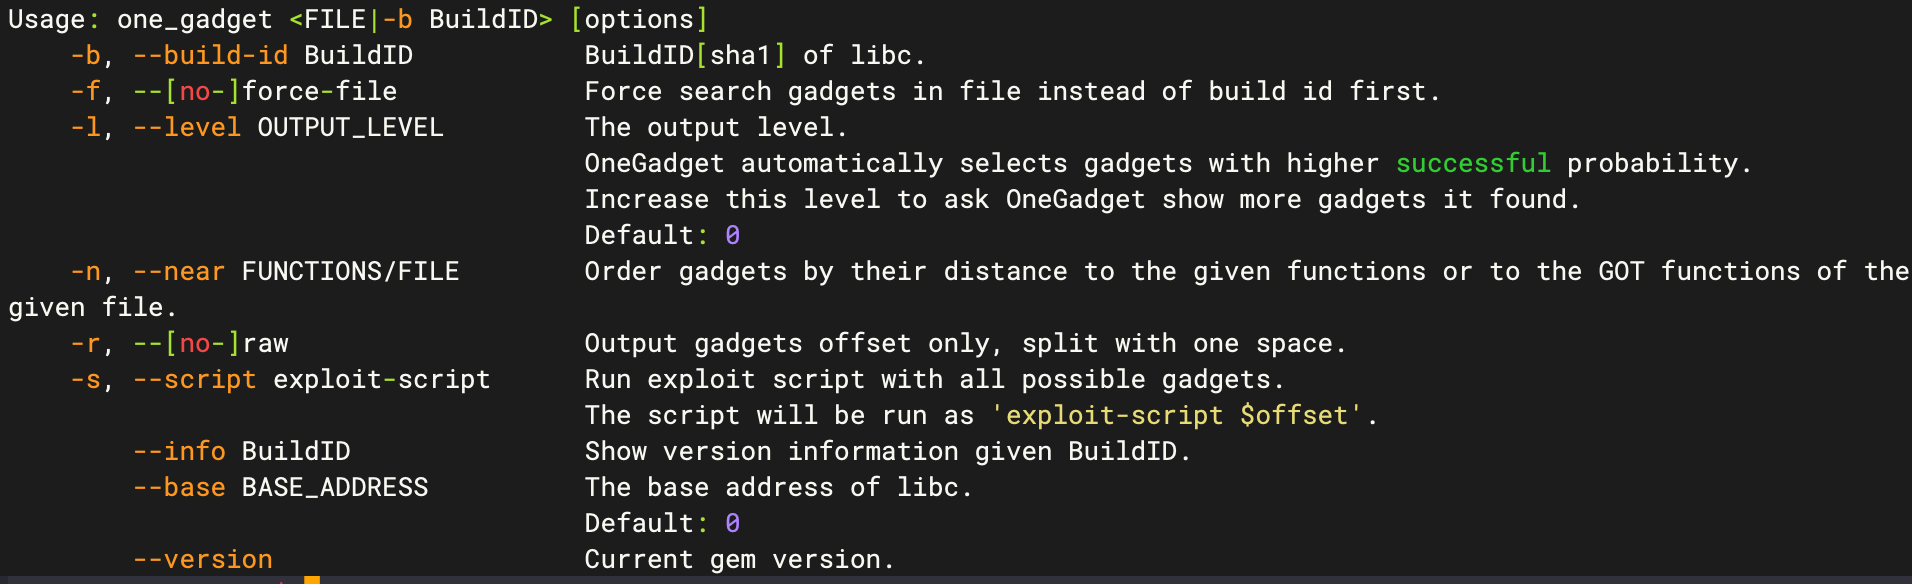 Usage: one_gadget <FILE|-b BuildID> [options]
    -b, --build-id BuildID           BuildID[sha1] of libc.
    -f, --[no-]force-file            Force search gadgets in file instead of build id first.
    -l, --level OUTPUT_LEVEL         The output level.
                                     OneGadget automatically selects gadgets with higher successful probability.
                                     Increase this level to ask OneGadget show more gadgets it found.
                                     Default: 0
    -n, --near FUNCTIONS/FILE        Order gadgets by their distance to the given functions or to the GOT functions of the
given file.
    -r, --[no-]raw                   Output gadgets offset only, split with one space.
    -s, --script exploit-script      Run exploit script with all possible gadgets.
                                     The script will be run as 'exploit-script $offset'.
        --info BuildID               Show version information given BuildID.
        --base BASE_ADDRESS          The base address of libc.
                                     Default: 0
        --version                    Current gem version.